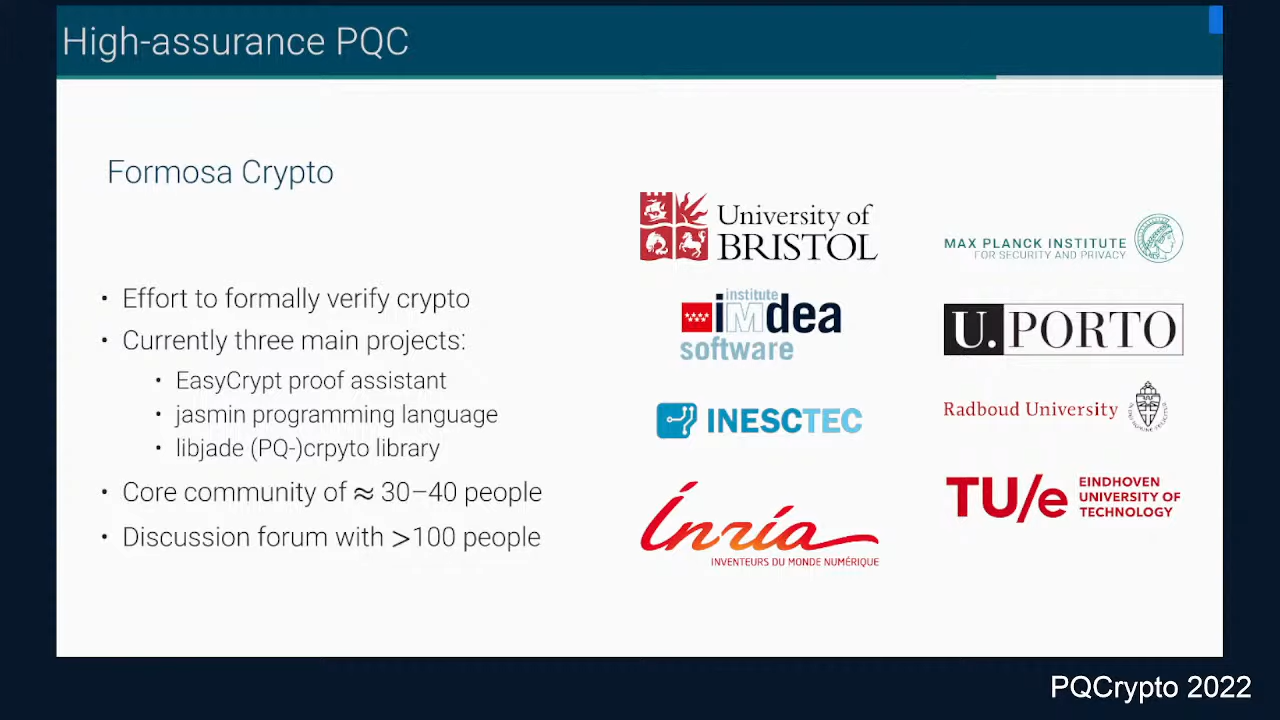 High-assurance PQC
Formosa Crypto
• Effort to formally verify crypto
• Currently three main projects:
• EasyCrypt proof assistant
• jasmin programming language
• libjade (PQ-)crpyto library
• Core community of ≈ 30–40 people
• Discussion forum with >100 people
University of
BRISTOL
MAX PLANCK INSTITUTE
FOR SECURITY AND PRIVACY
institute
imdea
software
U.PORTO
INESCTEC
Radboud University
Inria
INVENTEURS DU MONDE NUMÉRIQUE
TU/e
EINDHOVEN
UNIVERSITY OF
TECHNOLOGY
PQCrypto 2022